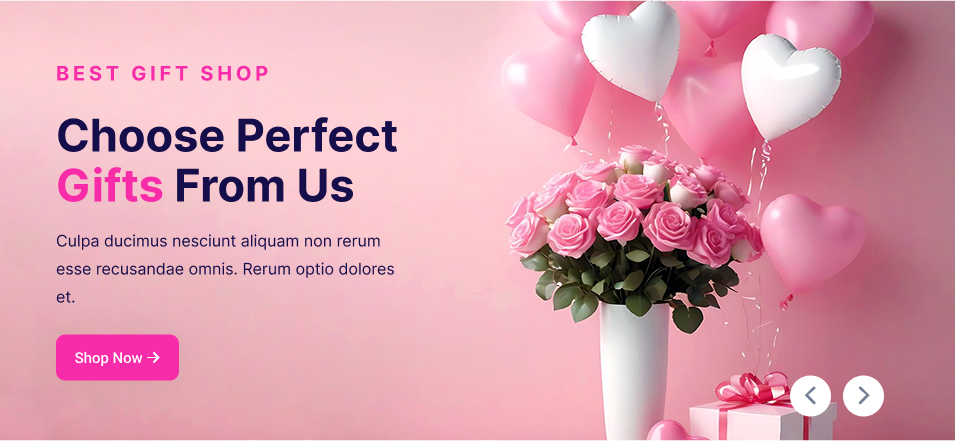 BEST GIFT SHOP
Choose Perfect
Gifts From Us
Culpa ducimus nesciunt aliquam non rerum
esse recusandae omnis. Rerum optio dolores
et.
Shop Now →